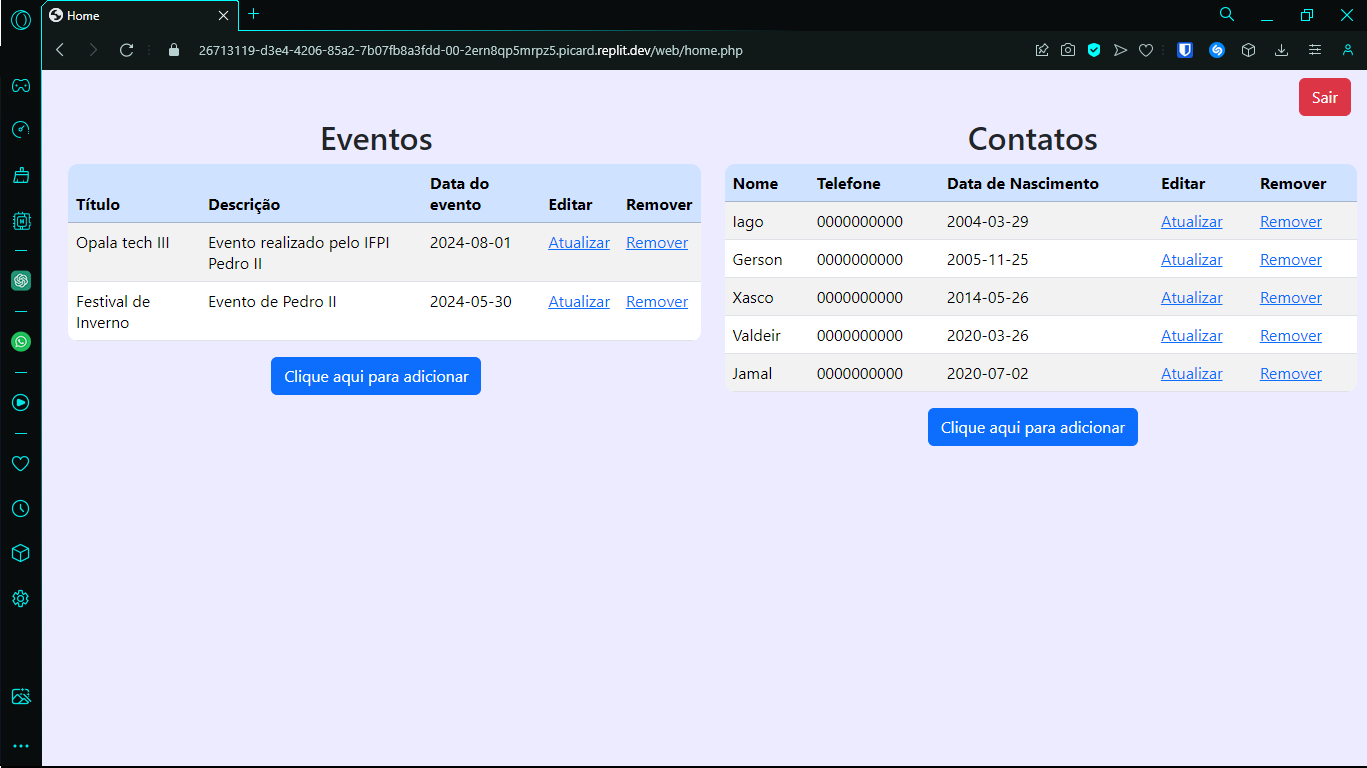 Home
26713119-d3e4-4206-85a2-7b07fb8a3fdd-00-2ern8qp5mrpz5.picard.replit.dev/web/home.php
Sair
Eventos
Título Descrição Data do evento Editar Remover
Opala tech III Evento realizado pelo IFPI Pedro II 2024-08-01 Atualizar Remover
Festival de Inverno Evento de Pedro II 2024-05-30 Atualizar Remover
Clique aqui para adicionar
Contatos
Nome Telefone Data de Nascimento Editar Remover
Iago 0000000000 2004-03-29 Atualizar Remover
Gerson 0000000000 2005-11-25 Atualizar Remover
Xasco 0000000000 2014-05-26 Atualizar Remover
Valdeir 0000000000 2020-03-26 Atualizar Remover
Jamal 0000000000 2020-07-02 Atualizar Remover
Clique aqui para adicionar